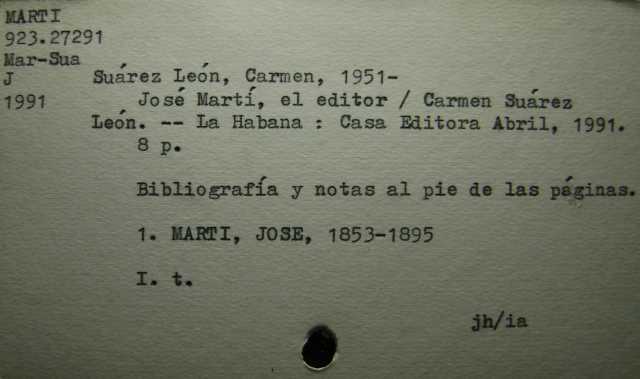 MARTI
923.27291
Mar-Sua
J Suárez León, Carmen, 1951-
1991 José Martí, el editor / Carmen Suárez
León. -- La Habana : Casa Editora Abril, 1991.
8 p.
Bibliografía y notas al pie de las páginas.
1. MARTI, JOSE, 1853-1895
I. t.
jh/ia